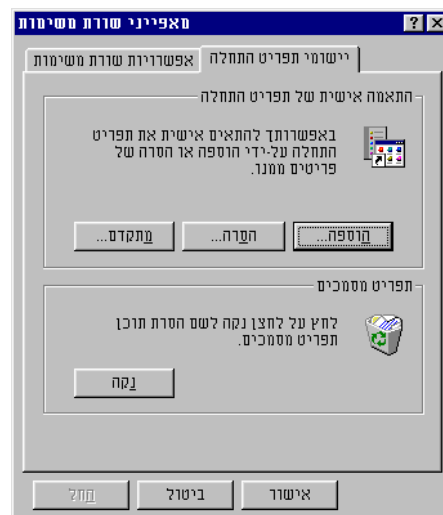 מאפייני שורת משימות
יישומי תפריט התחלה
אפשרויות שורת משימות
התאמה אישית של תפריט התחלה
באפשרותך להתאים אישית את תפריט
התחלה על-ידי הוספה או הסרה של
פריטים ממנו.
הוספה...
הסרה...
מתקדם...
תפריט מסמכים
לחץ על לחצן נקה לשם הסרת תוכן
תפריט מסמכים.
נקה
אישור
ביטול
החל